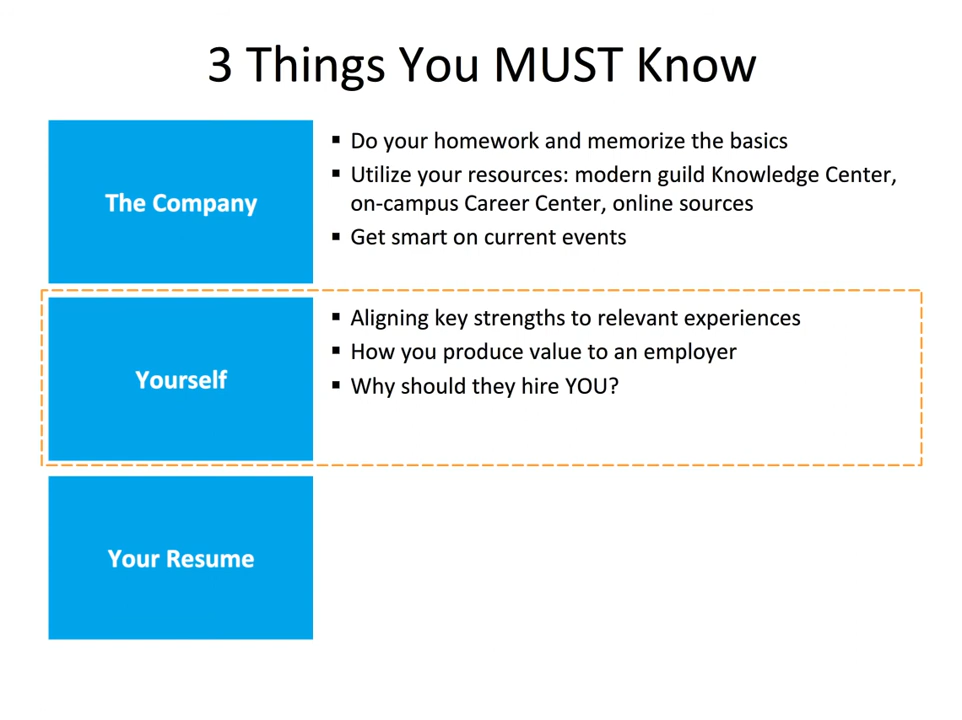 3 Things You MUST Know
The Company
▪ Do your homework and memorize the basics
▪ Utilize your resources: modern guild Knowledge Center,
on-campus Career Center, online sources
▪ Get smart on current events
Yourself
▪ Aligning key strengths to relevant experiences
▪ How you produce value to an employer
▪ Why should they hire YOU?
Your Resume